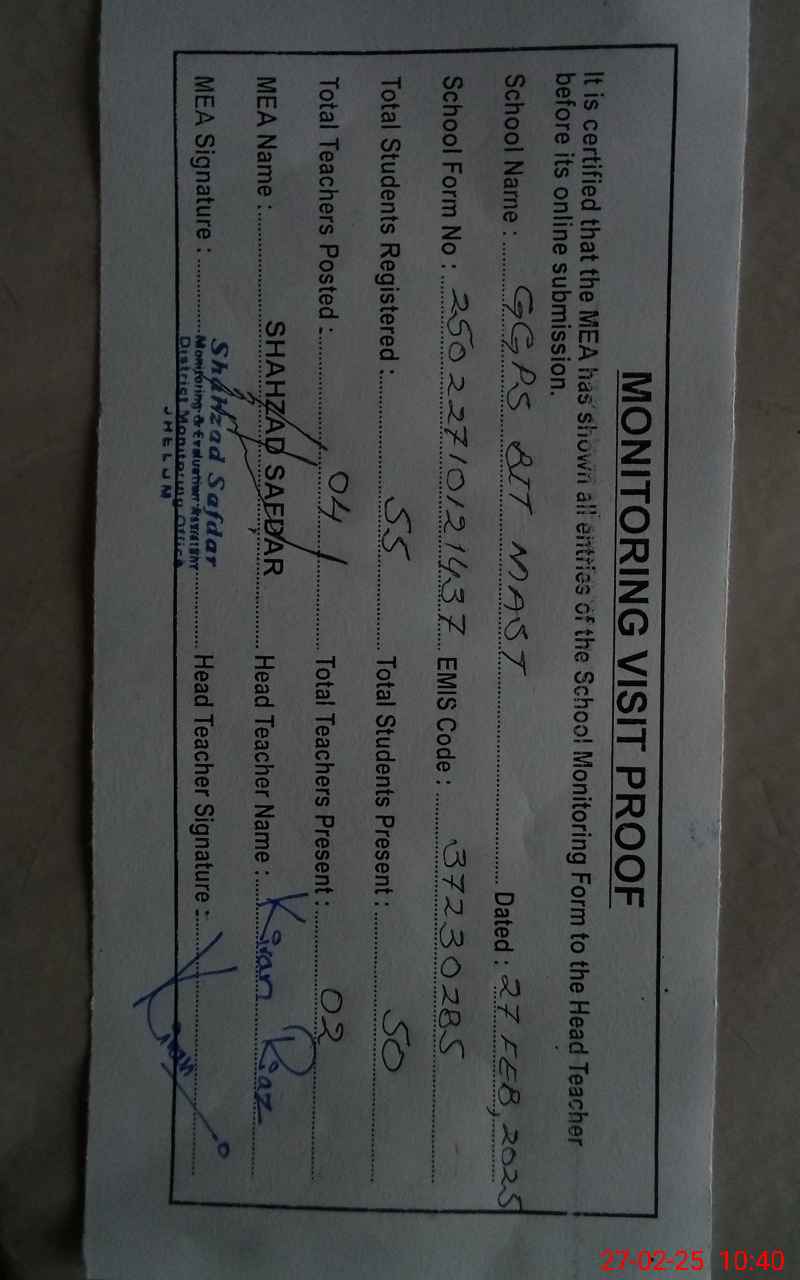 MONITORING VISIT PROOF
It is certified that the MEA has shown all entries of the School Monitoring Form to the Head Teacher
before its online submission.
School Name : GGPS BIT MAST Dated : 27 FEB, 2025
School Form No : 25022710121437 EMIS Code : 37230285
Total Students Registered : 55 Total Students Present : 50
Total Teachers Posted : 04 Total Teachers Present : 02
MEA Name : SHAHZAD SAFDAR Head Teacher Name : Kiran Riaz
MEA Signature : Head Teacher Signature :
Shahzad Safdar
Monitoring & Evaluation Assistant
District Monitoring Office
JHELUM
27-02-25 10:40